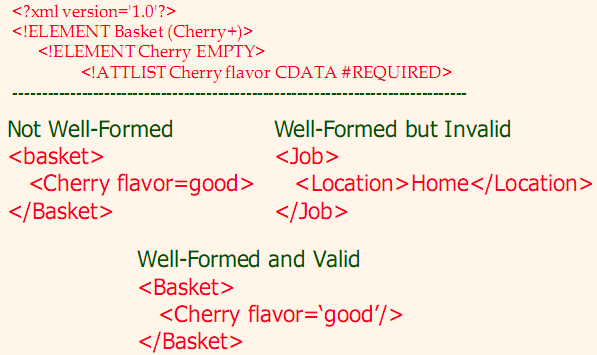 <?xml version='1.0'?>
<!ELEMENT Basket (Cherry+)>
<!ELEMENT Cherry EMPTY>
<!ATTLIST Cherry flavor CDATA #REQUIRED>
--------------------------------------------------------------------------------
Not Well-Formed
<basket>
<Cherry flavor=good>
</Basket>
Well-Formed but Invalid
<Job>
<Location>Home</Location>
</Job>
Well-Formed and Valid
<Basket>
<Cherry flavor=‘good’/>
</Basket>